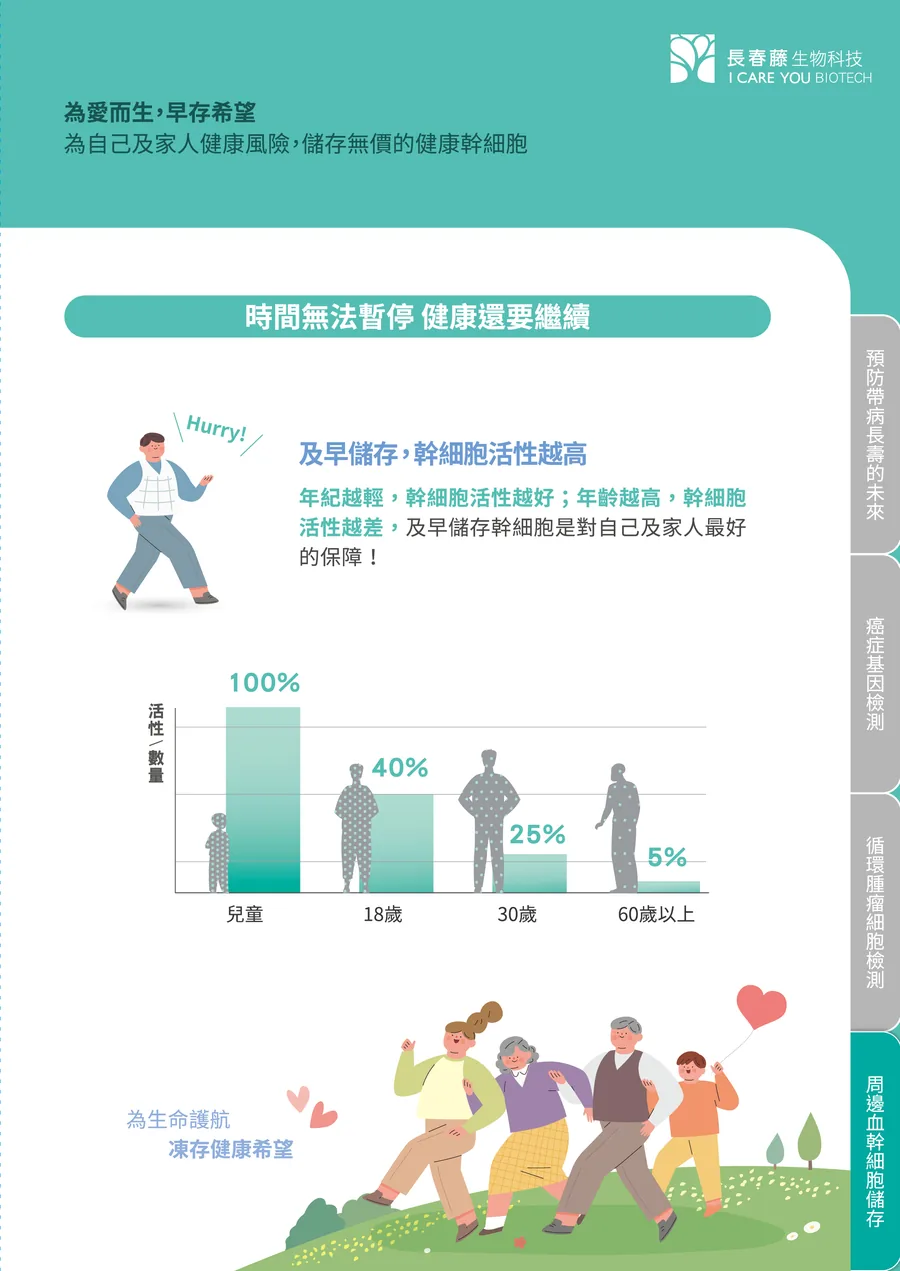 長春藤生物科技
I CARE YOU BIOTECH
為愛而生,早存希望
為自己及家人健康風險,儲存無價的健康幹細胞
時間無法暫停 健康還要繼續
Hurry!
及早儲存,幹細胞活性越高
年紀越輕,幹細胞活性越好;年齡越高,幹細胞
活性越差,及早儲存幹細胞是對自己及家人最好
的保障!
活性/數量
100%
40%
25%
5%
兒童
18歲
30歲
60歲以上
為生命護航
凍存健康希望
預防帶病長壽的未來
癌症基因檢測
循環腫瘤細胞檢測
周邊血幹細胞儲存